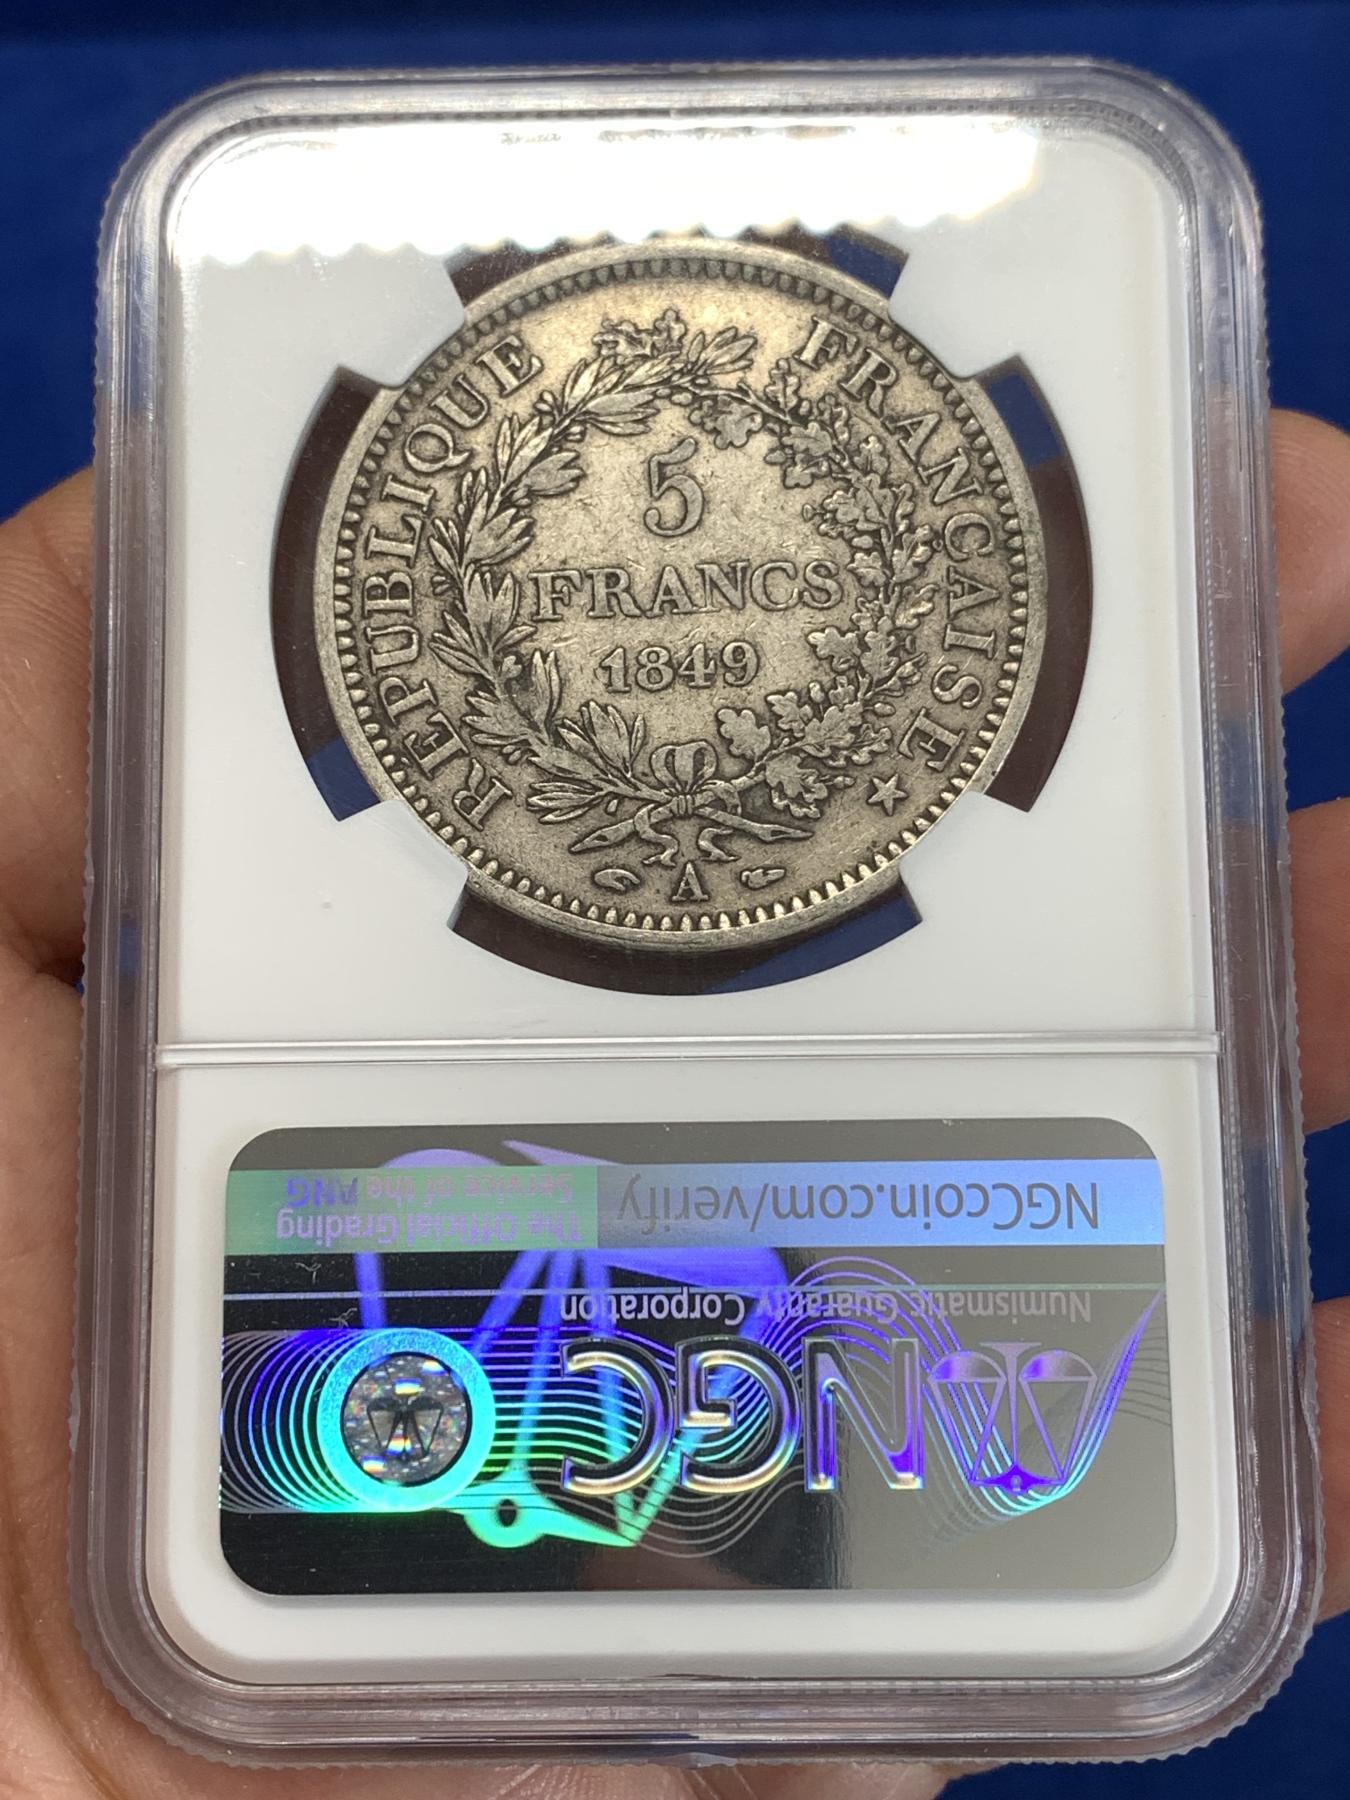 REPUBLIQUE FRANCAISE
5
FRANCS
1849
A
NGCcoin.com/verify
The Official Grading
Service of the ANG
Numismatic Guaranty Corporation
NGC